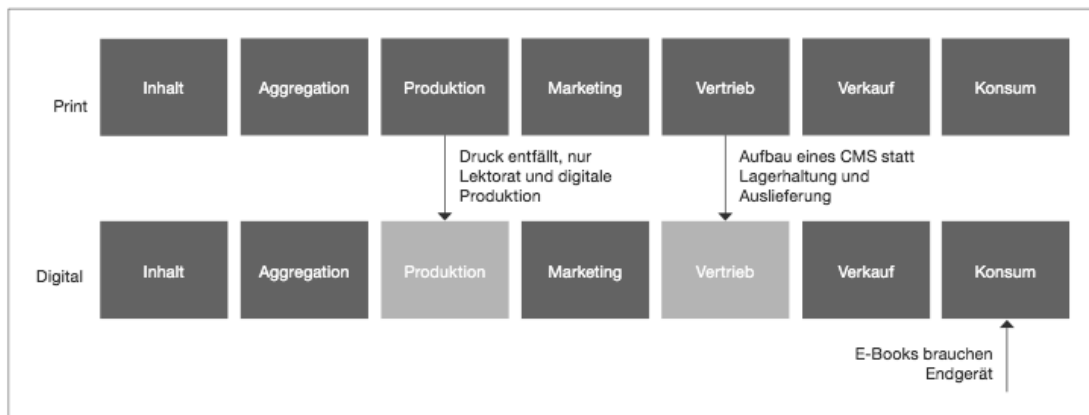 Print
Inhalt
Aggregation
Produktion
Marketing
Vertrieb
Verkauf
Konsum
Druck entfällt, nur
Lektorat und digitale
Produktion
Aufbau eines CMS statt
Lagerhaltung und
Auslieferung
Digital
Inhalt
Aggregation
Produktion
Marketing
Vertrieb
Verkauf
Konsum
E-Books brauchen
Endgerät